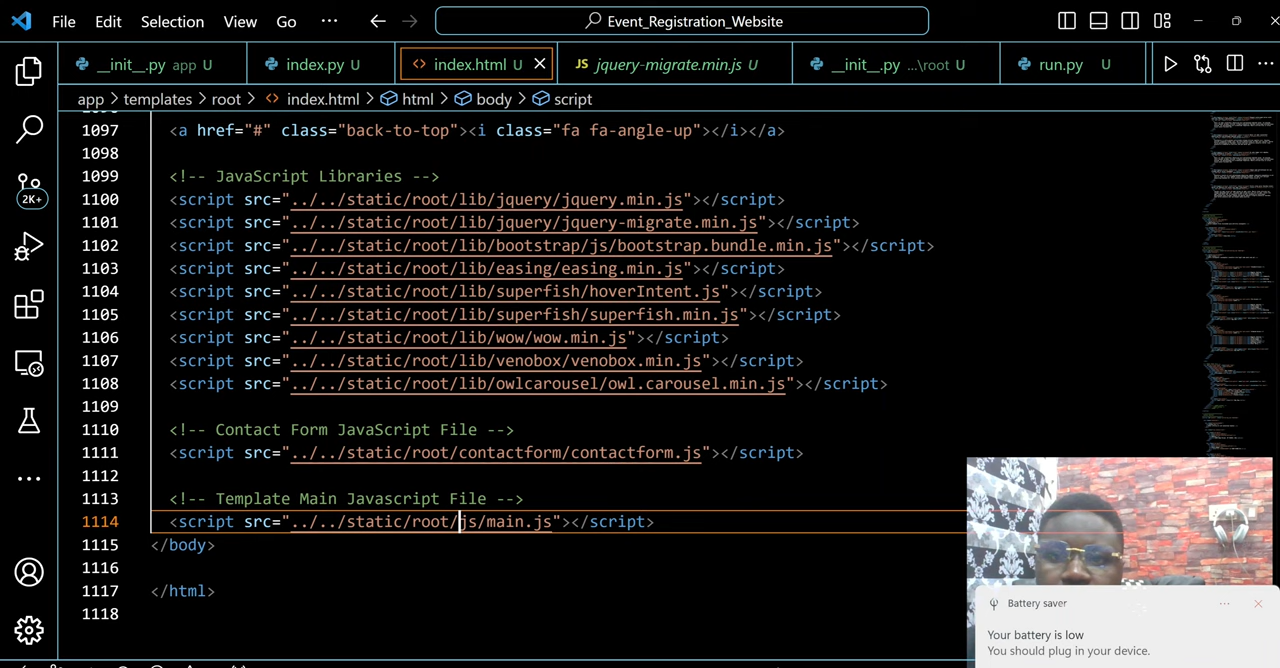 File Edit Selection View Go ··· Event_Registration_Website
__init__.py app U index.py U index.html U JS jquery-migrate.min.js U __init__.py ...\root U run.py U
app > templates > root > index.html > html > body > script
1097 <a href="#" class="back-to-top"><i class="fa fa-angle-up"></i></a>
1098
1099 <!-- JavaScript Libraries -->
1100 <script src="../../static/root/lib/jquery/jquery.min.js"></script>
1101 <script src="../../static/root/lib/jquery/jquery-migrate.min.js"></script>
1102 <script src="../../static/root/lib/bootstrap/js/bootstrap.bundle.min.js"></script>
1103 <script src="../../static/root/lib/easing/easing.min.js"></script>
1104 <script src="../../static/root/lib/superfish/hoverIntent.js"></script>
1105 <script src="../../static/root/lib/superfish/superfish.min.js"></script>
1106 <script src="../../static/root/lib/wow/wow.min.js"></script>
1107 <script src="../../static/root/lib/venobox/venobox.min.js"></script>
1108 <script src="../../static/root/lib/owlcarousel/owl.carousel.min.js"></script>
1109
1110 <!-- Contact Form JavaScript File -->
1111 <script src="../../static/root/contactform/contactform.js"></script>
1112
1113 <!-- Template Main Javascript File -->
1114 <script src="../../static/root/js/main.js"></script>
1115 </body>
1116
1117 </html>
1118
2K+
Battery saver
Your battery is low
You should plug in your device.